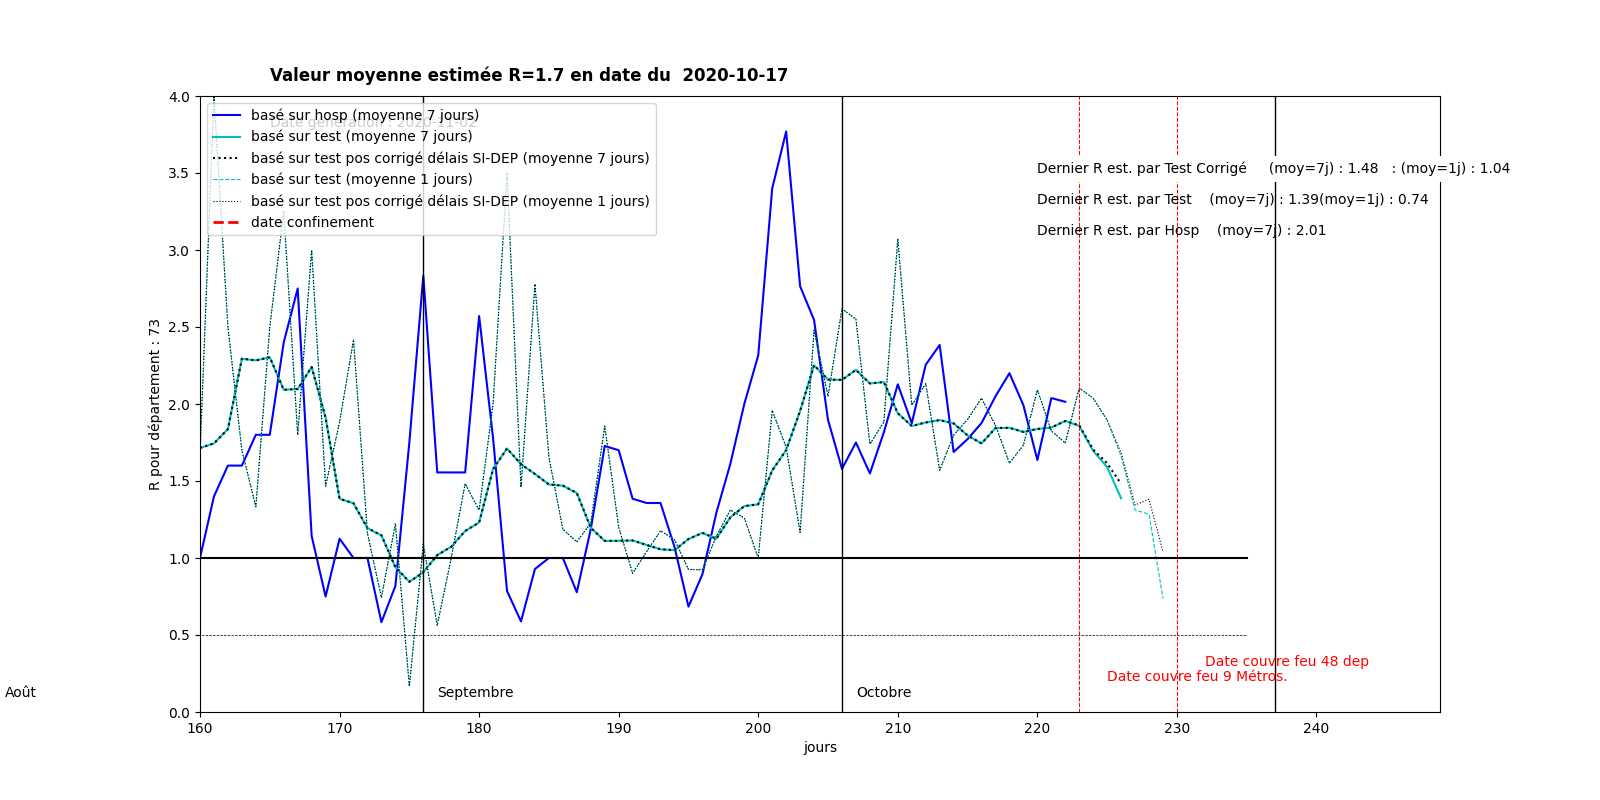 Valeur moyenne estimée R=1.7 en date du  2020-10-17
Date génération : 2020-11-02
basé sur hosp (moyenne 7 jours)
basé sur test (moyenne 7 jours)
basé sur test pos corrigé délais SI-DEP (moyenne 7 jours)
basé sur test (moyenne 1 jours)
basé sur test pos corrigé délais SI-DEP (moyenne 1 jours)
date confinement
Dernier R est. par Test Corrigé     (moy=7j) : 1.48   : (moy=1j) : 1.04
Dernier R est. par Test    (moy=7j) : 1.39(moy=1j) : 0.74
Dernier R est. par Hosp    (moy=7j) : 2.01
R pour département : 73
4.0
3.5
3.0
2.5
2.0
1.5
1.0
0.5
0.0
Date couvre feu 48 dep
Date couvre feu 9 Métros.
Août
Septembre
Octobre
160 170 180 190 200 210 220 230 240
jours